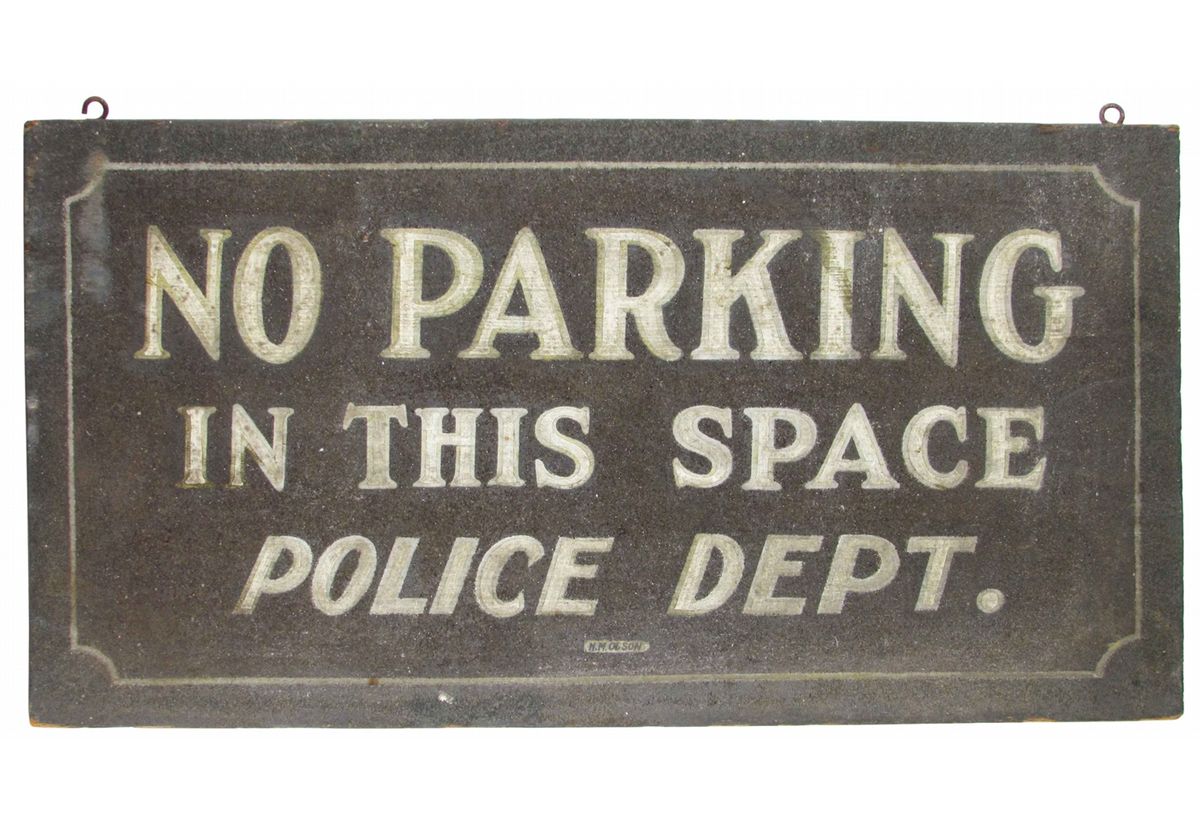 NO PARKING
IN THIS SPACE
POLICE DEPT.
N.M.OLSON